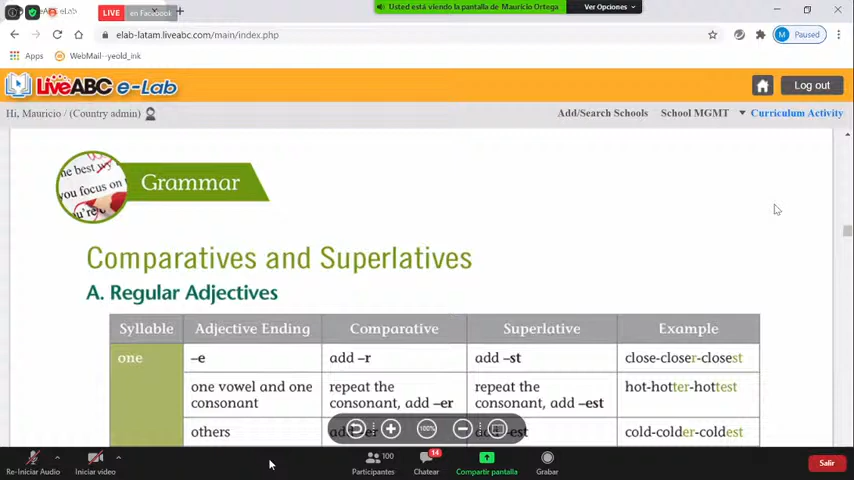 LIVE en Facebook
Usted está viendo la pantalla de Mauricio Ortega
Ver Opciones
elab-latam.liveabc.com/main/index.php
M Paused
Apps WebMail--yeold_ink
LiveABC e-Lab
Log out
Hi, Mauricio / (Country admin)
Add/Search Schools School MGMT Curriculum Activity
Grammar
Comparatives and Superlatives
A. Regular Adjectives
Syllable Adjective Ending Comparative Superlative Example
one –e add –r add –st close-closer-closest
one vowel and one consonant repeat the consonant, add –er repeat the consonant, add –est hot-hotter-hottest
others cold-colder-coldest
100%
100 14
Re-Iniciar Audio Iniciar video Participantes Chatear Compartir pantalla Grabar Salir